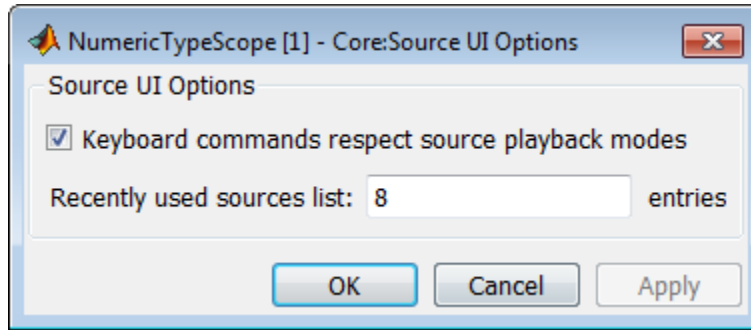 NumericTypeScope [1] - Core:Source UI Options
Source UI Options
Keyboard commands respect source playback modes
Recently used sources list: 8 entries
OK Cancel Apply